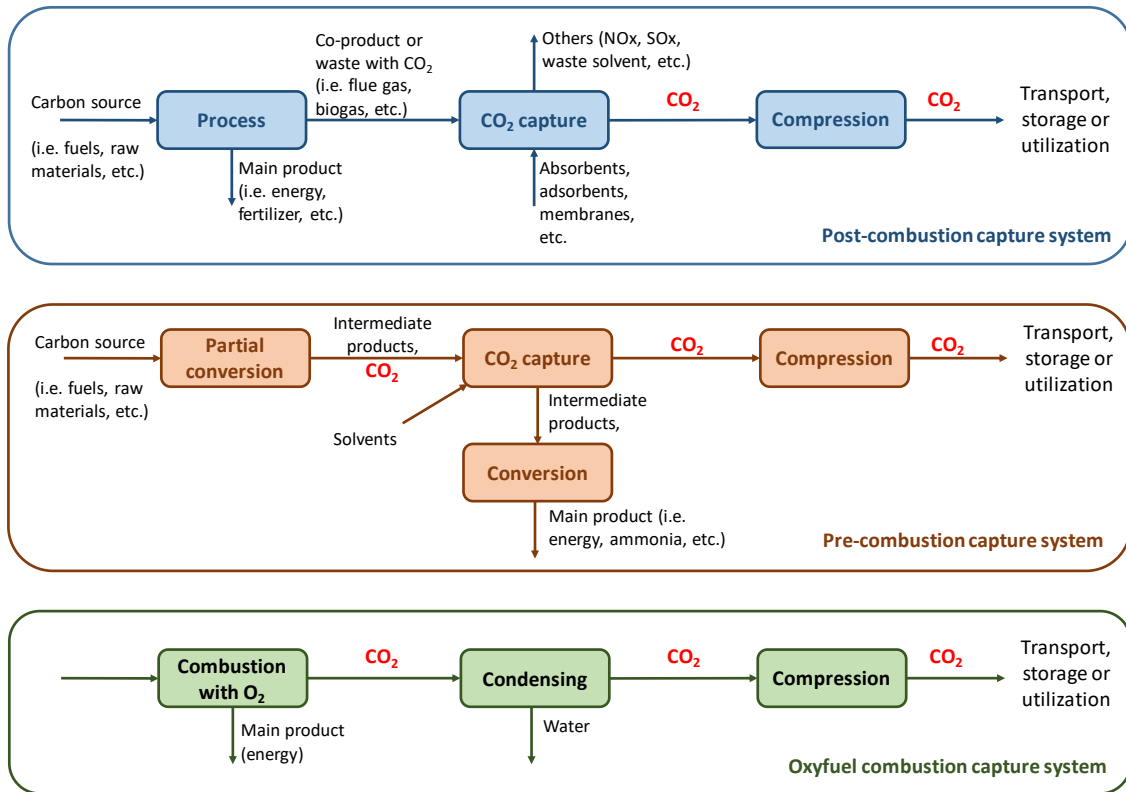 Carbon source
(i.e. fuels, raw
materials, etc.)
Process
Main product
(i.e. energy,
fertilizer, etc.)
Co-product or
waste with CO₂
(i.e. flue gas,
biogas, etc.)
CO₂ capture
Others (NOx, SOx,
waste solvent, etc.)
Absorbents,
adsorbents,
membranes,
etc.
CO₂
Compression
CO₂
Transport,
storage or
utilization
Post-combustion capture system
Carbon source
(i.e. fuels, raw
materials, etc.)
Partial
conversion
Intermediate
products,
CO₂
Solvents
CO₂ capture
Intermediate
products,
Conversion
Main product (i.e.
energy, ammonia, etc.)
CO₂
Compression
CO₂
Transport,
storage or
utilization
Pre-combustion capture system
Combustion
with O₂
Main product
(energy)
CO₂
Condensing
Water
CO₂
Compression
CO₂
Transport,
storage or
utilization
Oxyfuel combustion capture system